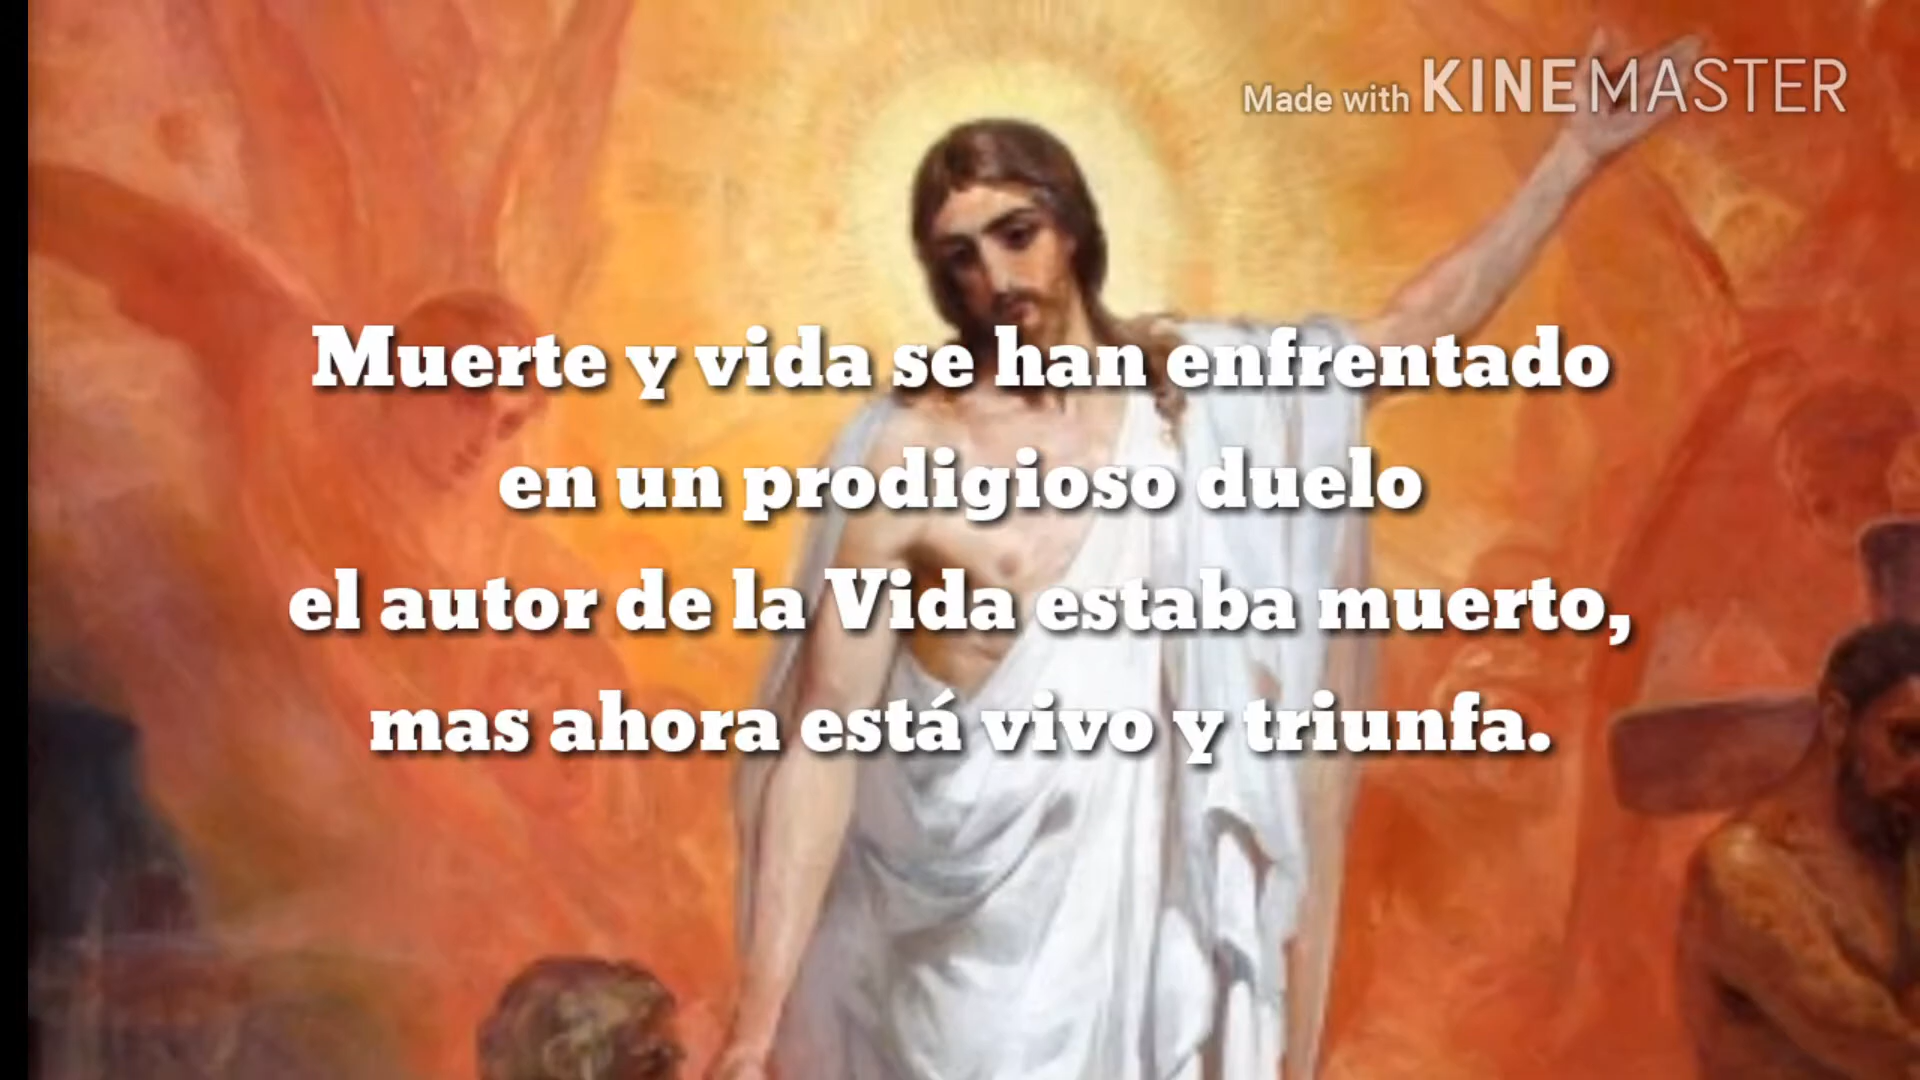 Made with KINEMASTER
Muerte y vida se han enfrentado
en un prodigioso duelo
el autor de la Vida estaba muerto,
mas ahora está vivo y triunfa.